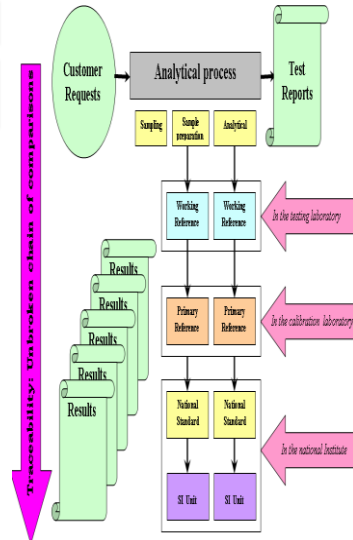 Customer
Requests
Analytical process
Test
Reports
Sampling
Sample
preparation
Analytical
Working
Reference
Working
Reference
In the testing laboratory
Results
Results
Results
Results
Results
Primary
Reference
Primary
Reference
In the calibration laboratory
National
Standard
National
Standard
In the national Institute
SI Unit
SI Unit
Traceability: Unbroken chain of comparisons